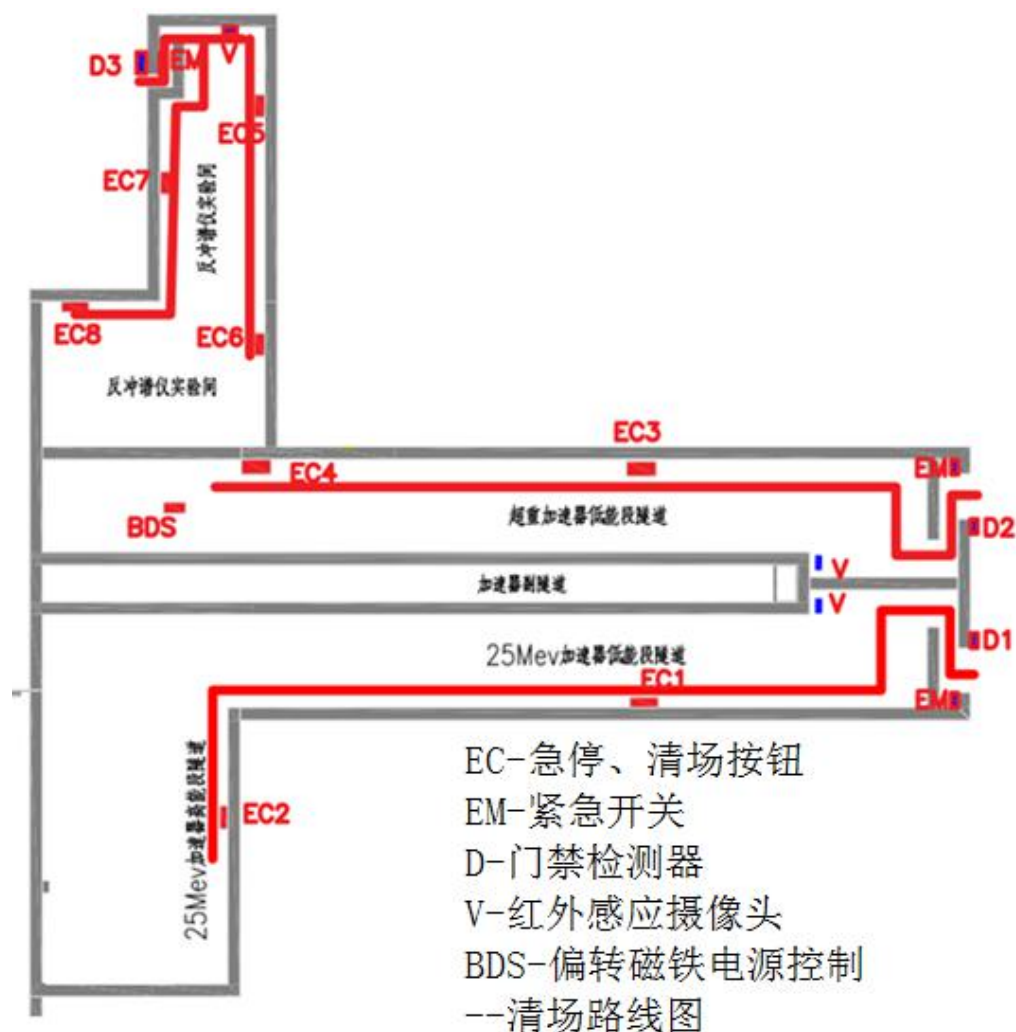 D3
EM
V
EC5
EC7
反冲谱仪实验间
EC8
EC6
反冲谱仪实验间
EC3
EC4
EM
BDS
超重加速器低能段隧道
D2
V
加速器副隧道
V
D1
25Mev加速器低能段隧道
EC1
EM
25Mev加速器高能段隧道
EC2
EC-急停、清场按钮
EM-紧急开关
D-门禁检测器
V-红外感应摄像头
BDS-偏转磁铁电源控制
--清场路线图